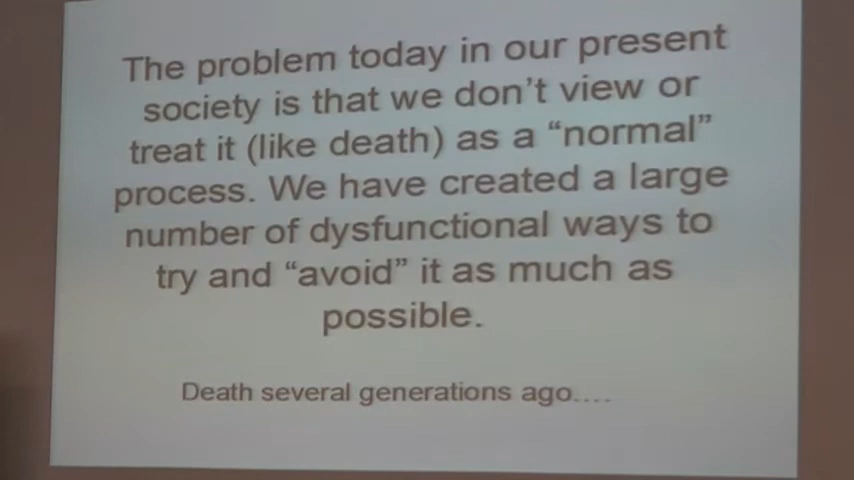 The problem today in our present
society is that we don't view or
treat it (like death) as a “normal”
process. We have created a large
number of dysfunctional ways to
try and “avoid” it as much as
possible.
Death several generations ago....